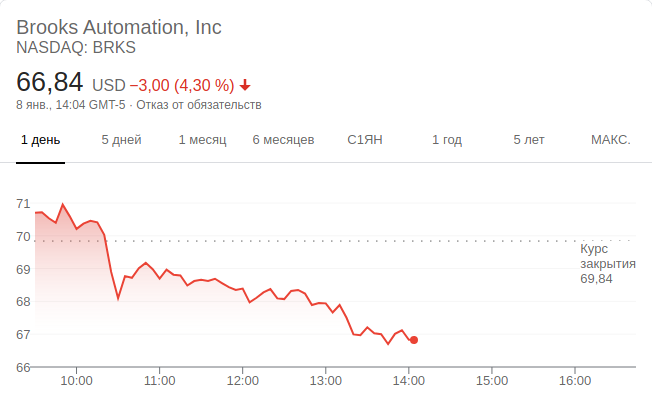 Brooks Automation, Inc
NASDAQ: BRKS
66,84 USD −3,00 (4,30 %)
8 янв., 14:04 GMT-5 · Отказ от обязательств
1 день 5 дней 1 месяц 6 месяцев С1ЯН 1 год 5 лет МАКС.
71
70
Курс
закрытия
69,84
69
68
67
66
10:00 11:00 12:00 13:00 14:00 15:00 16:00